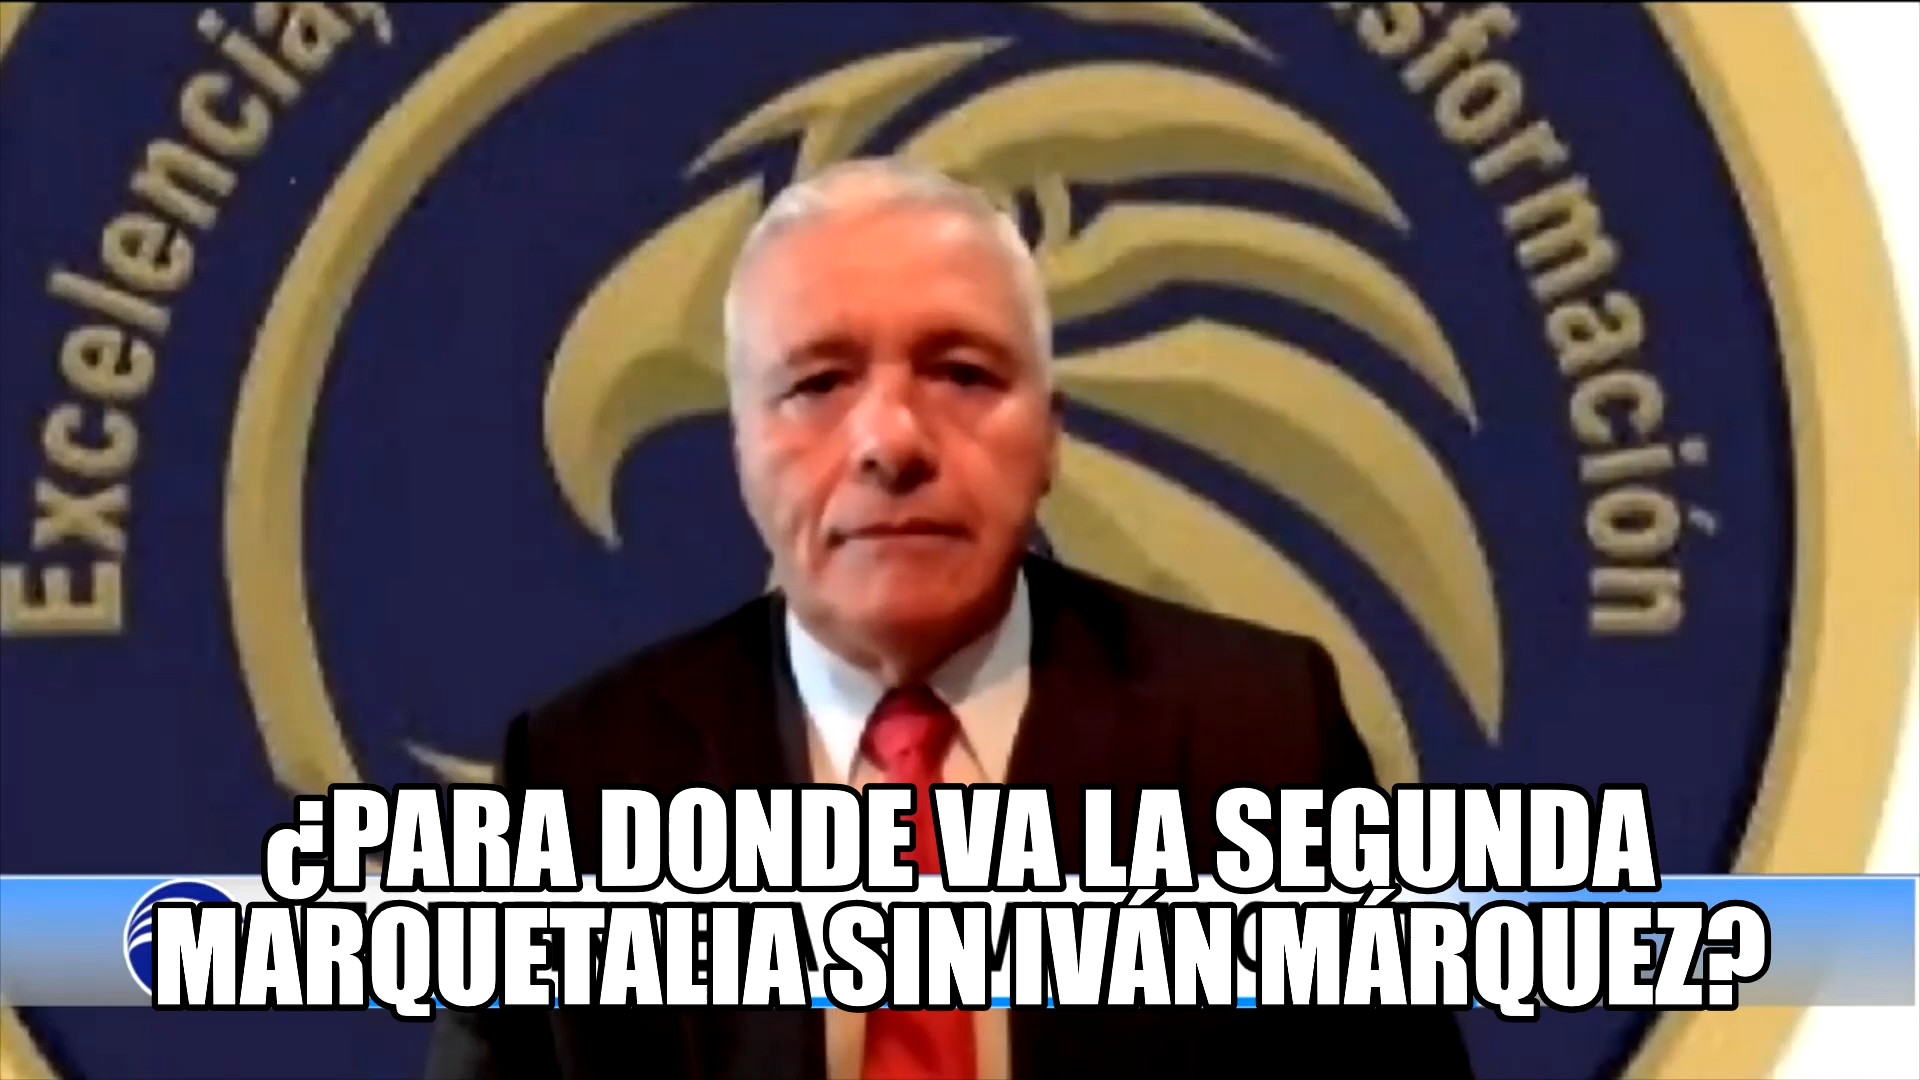 Excelencia,
sformación
¿PARA DONDE VA LA SEGUNDA
MARQUETALIA SIN IVÁN MÁRQUEZ?